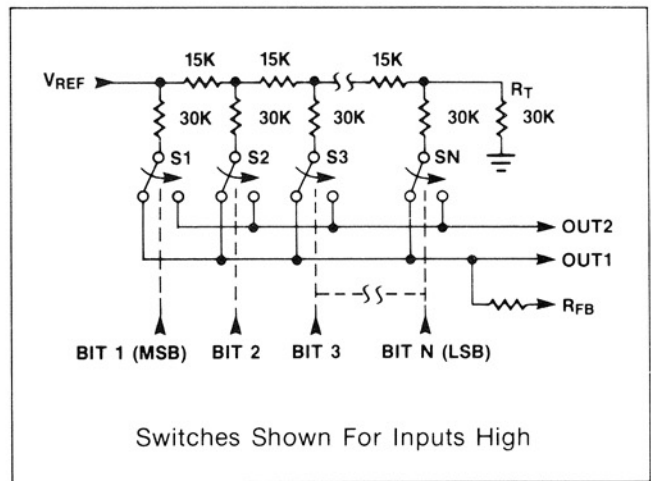 15K 15K 15K
VREF
RT
30K 30K 30K 30K 30K
S1 S2 S3 SN
OUT2
OUT1
RFB
BIT 1 (MSB) BIT 2 BIT 3 BIT N (LSB)
Switches Shown For Inputs High